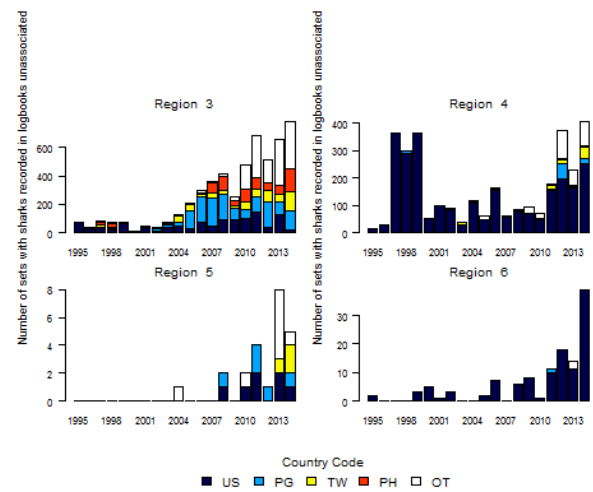 Number of sets with sharks recorded in logbooks unassociated
Region 3
600
400
200
0
1995 1998 2001 2004 2007 2010 2013
Number of sets with sharks recorded in logbooks unassociated
Region 4
400
300
200
100
0
1995 1998 2001 2004 2007 2010 2013
Region 5
8
6
4
2
0
1995 1998 2001 2004 2007 2010 2013
Region 6
30
20
10
0
1995 1998 2001 2004 2007 2010 2013
Country Code
US PG TW PH OT